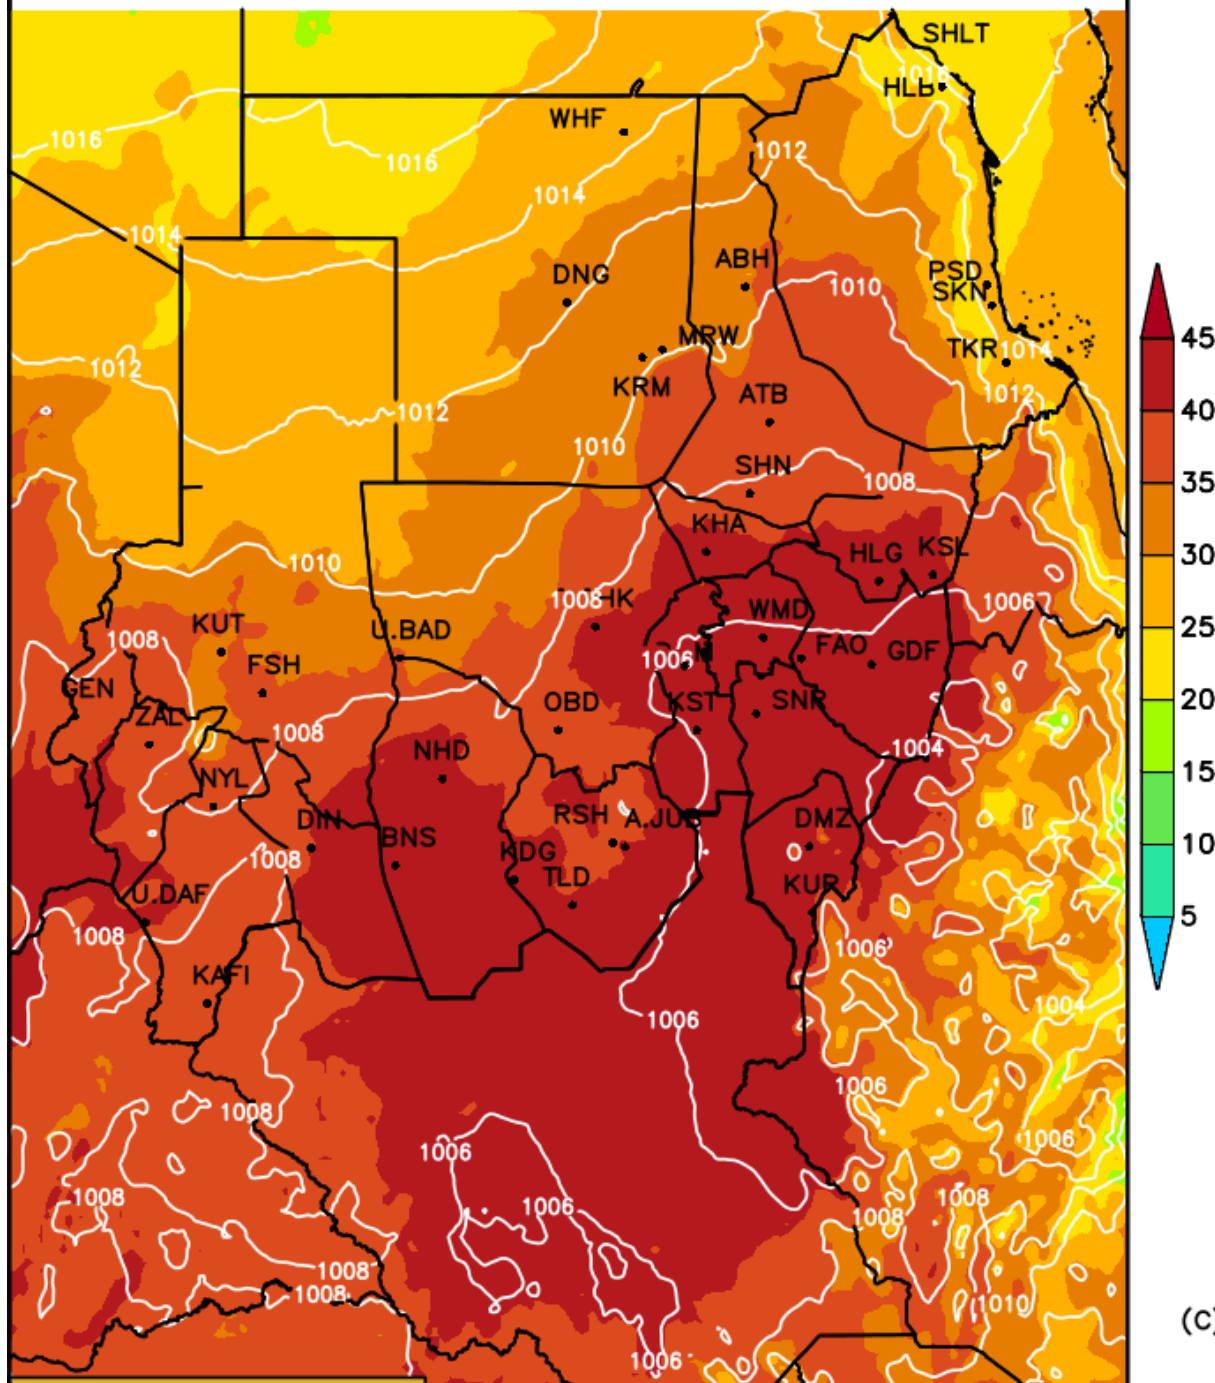 SHLT
1016
HLB
WHF
1016
1016
1012
1014
1014
ABH
DNG
PSD
SKN
1010
MRW
TKR
1014
1012
KRM
ATB
1012
1012
1010
SHN
1008
KHA
HLG
KSL
1010
1008
HK
WMD
1006
KUT
1008
U.BAD
FAO
GDF
1006
FSH
GEN
OBD
KST
SNR
ZAL
1008
1004
NHD
NYL
DIN
BNS
RSH
A.JUB
DMZ
1008
KDG
TLD
KUR
U.DAF
1008
1006
KAFI
1004
1006
1006
1008
1006
1006
1008
1006
1008
1008
1008
1008
1010
1006
45
40
35
30
25
20
15
10
5
(C)